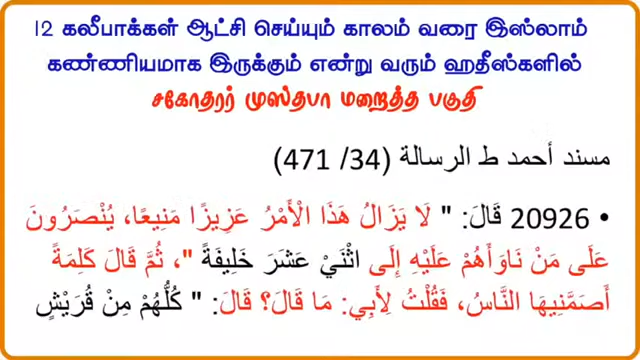 12 கலீபாக்கள் ஆட்சி செய்யும் காலம் வரை இஸ்லாம்
கண்ணியமாக இருக்கும் என்று வரும் ஹதீஸ்களில்
சகோதரர் முஸ்தபா மறைத்த பகுதி
مسند أحمد ط الرسالة (34/ 471)
• 20926 قَالَ: " لَا يَزَالُ هَذَا الْأَمْرُ عَزِيزًا مَنِيعًا، يُنْصَرُونَ
عَلَى مَنْ نَاوَأَهُمْ عَلَيْهِ إِلَى اثْنَيْ عَشَرَ خَلِيفَةً "، ثُمَّ قَالَ كَلِمَةً
أَصَمَّنِيهَا النَّاسُ، فَقُلْتُ لِأَبِي: مَا قَالَ؟ قَالَ: " كُلُّهُمْ مِنْ قُرَيْشٍ